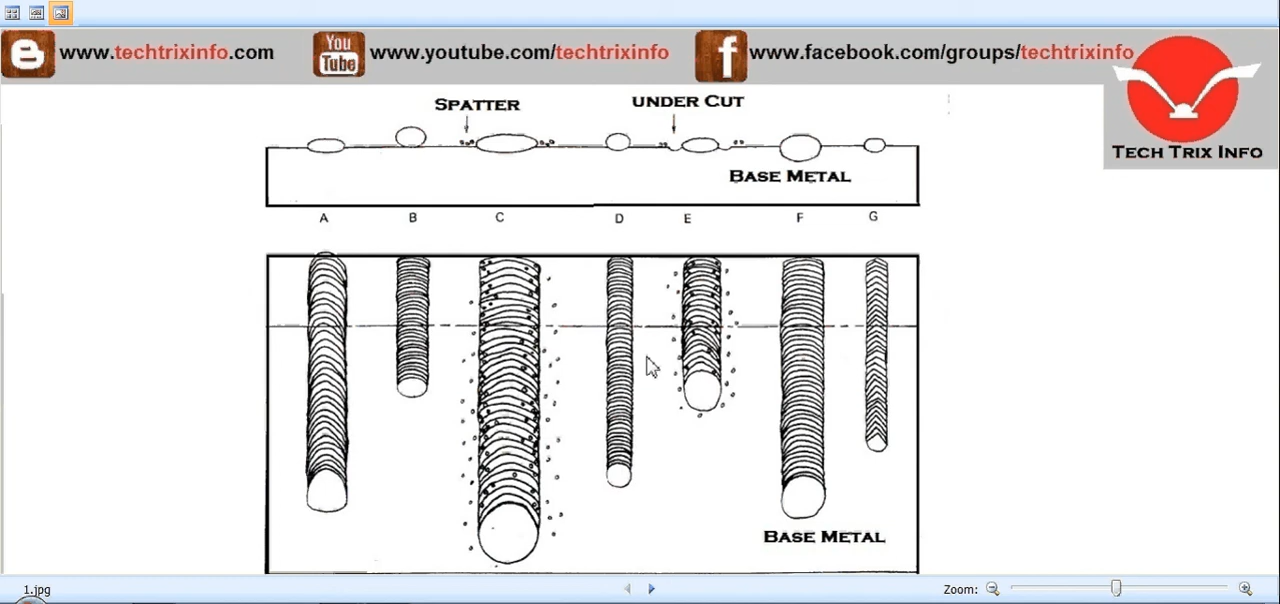 www.techtrixinfo.com
You Tube
www.youtube.com/techtrixinfo
f
www.facebook.com/groups/techtrixinfo
TECH TRIX INFO
SPATTER
UNDER CUT
BASE METAL
A B C D E F G
BASE METAL
1.jpg
Zoom: